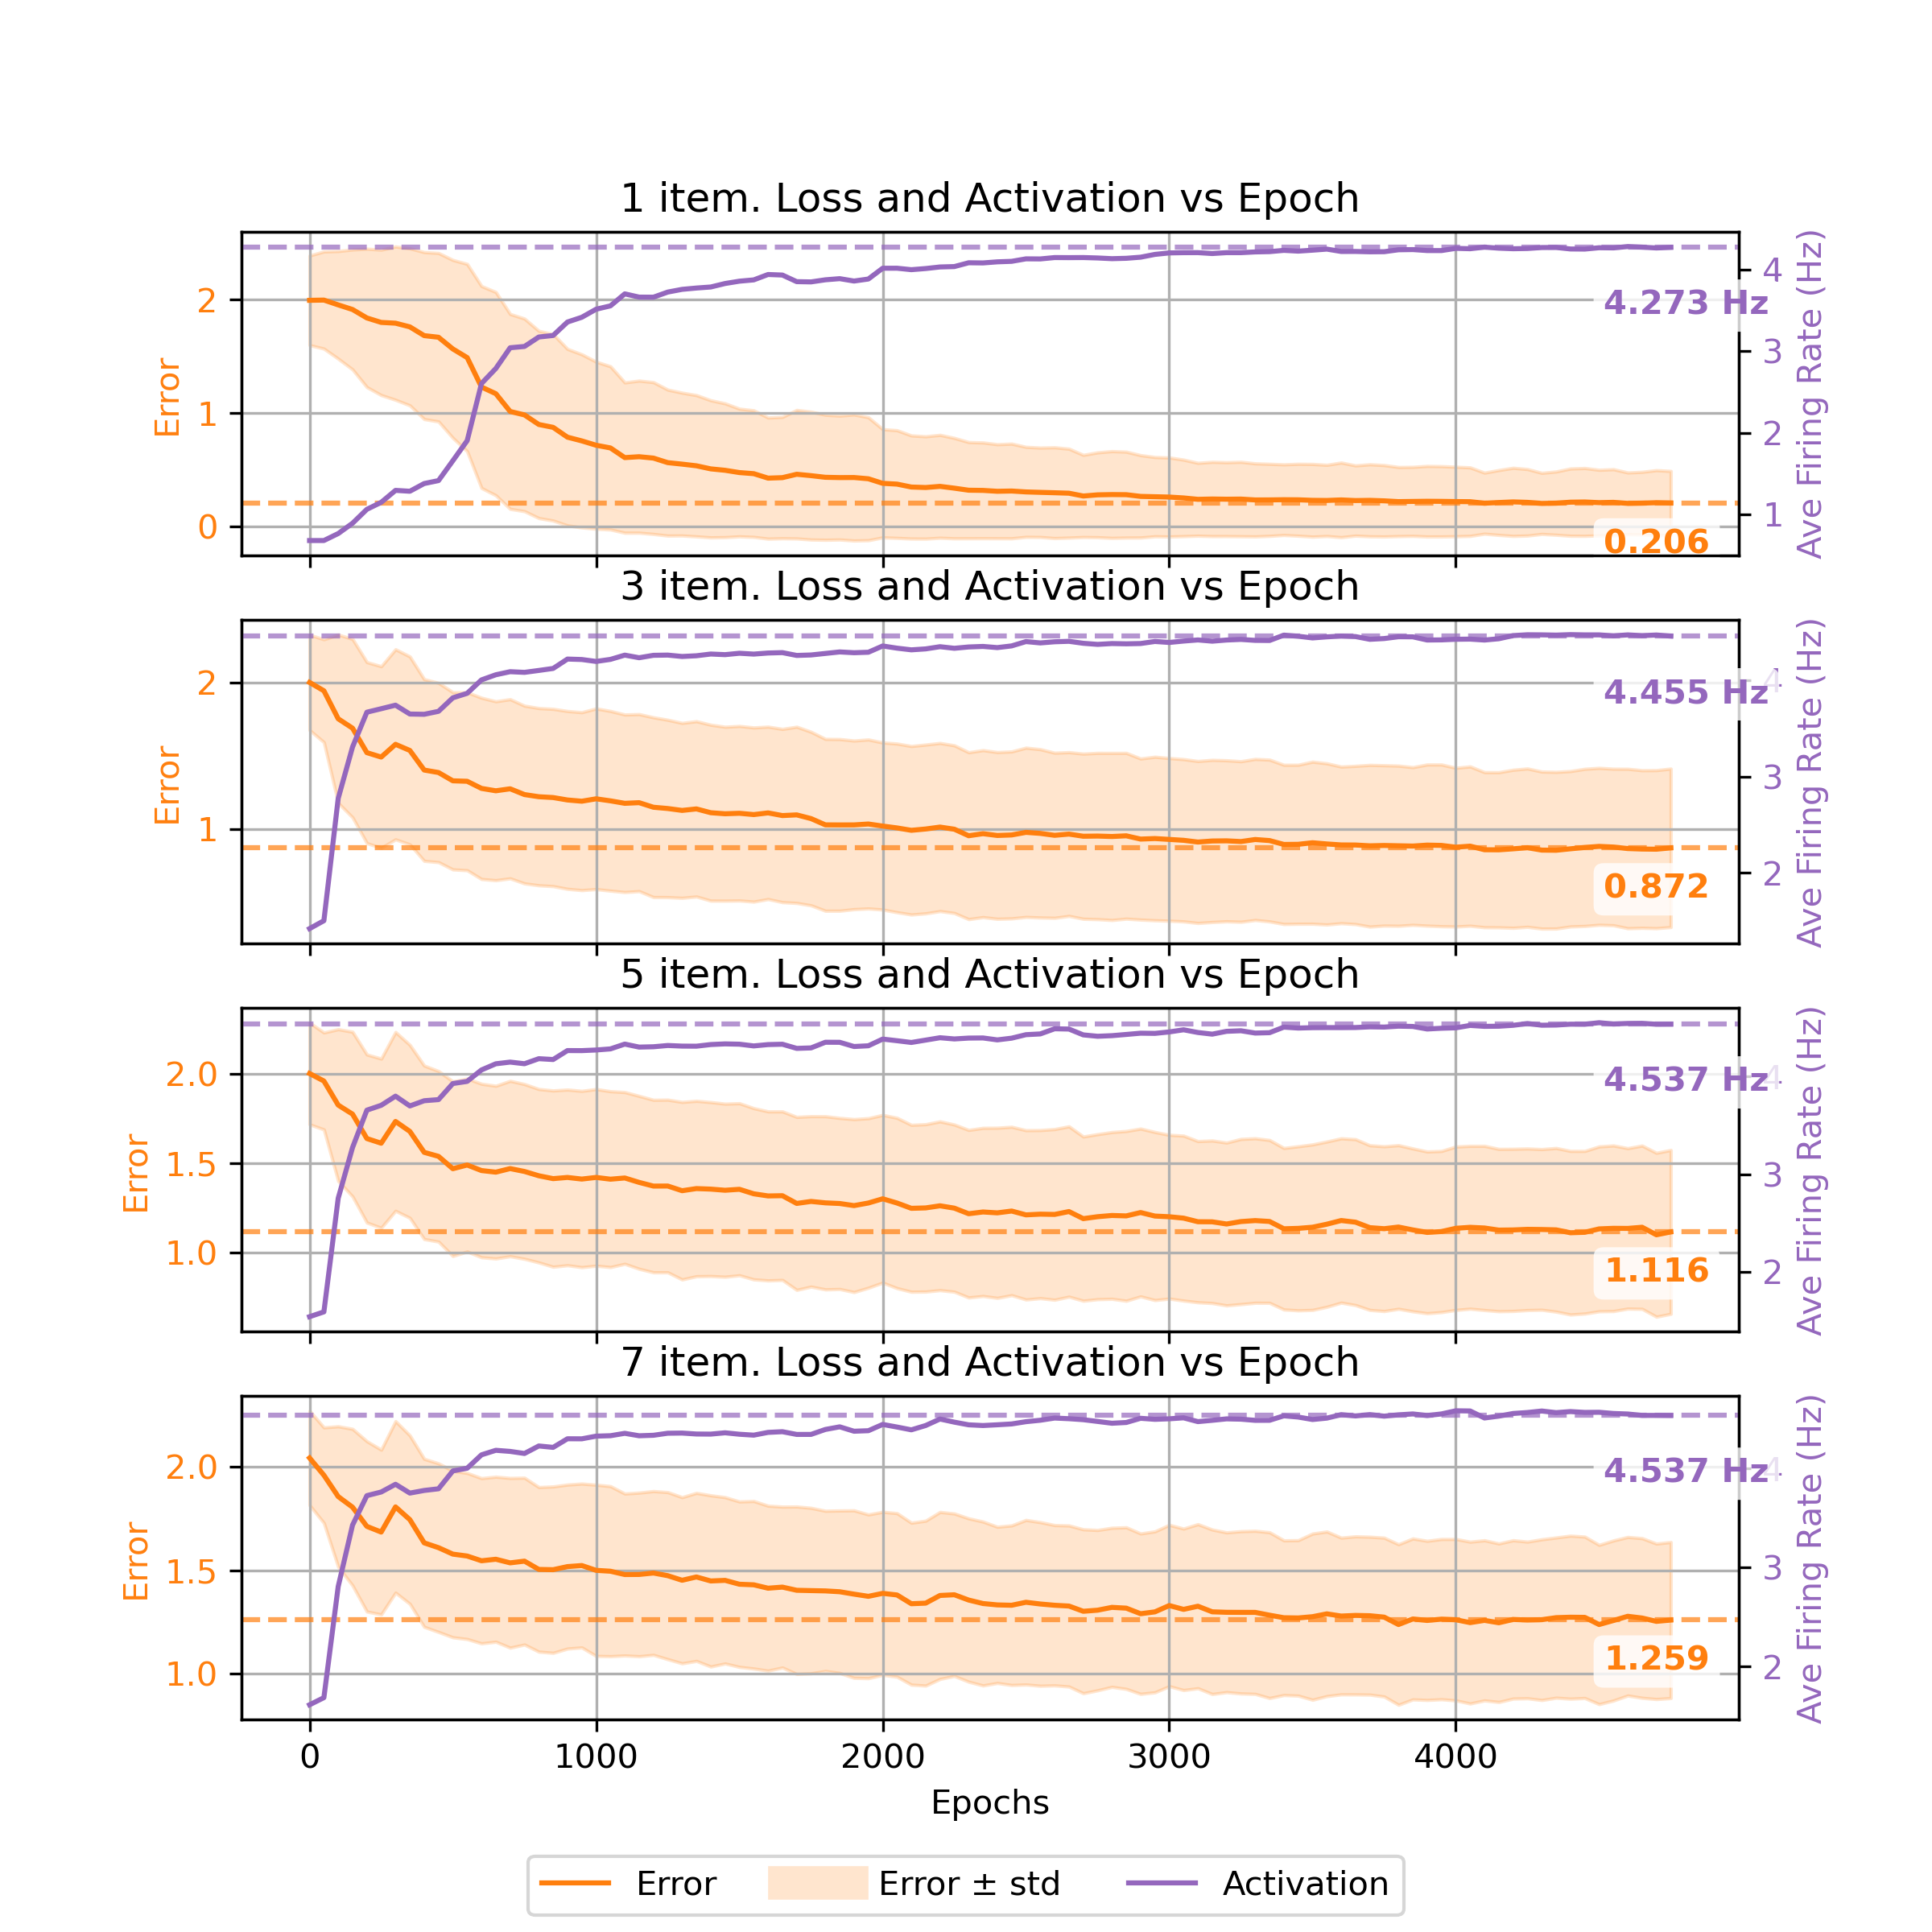 1 item. Loss and Activation vs Epoch
Error
2
1
0
4
3
2
1
Ave Firing Rate (Hz)
4.273 Hz
0.206
3 item. Loss and Activation vs Epoch
Error
2
1
4
3
2
Ave Firing Rate (Hz)
4.455 Hz
0.872
5 item. Loss and Activation vs Epoch
Error
2.0
1.5
1.0
4
3
2
Ave Firing Rate (Hz)
4.537 Hz
1.116
7 item. Loss and Activation vs Epoch
Error
2.0
1.5
1.0
4
3
2
Ave Firing Rate (Hz)
4.537 Hz
1.259
0 1000 2000 3000 4000
Epochs
Error Error ± std Activation